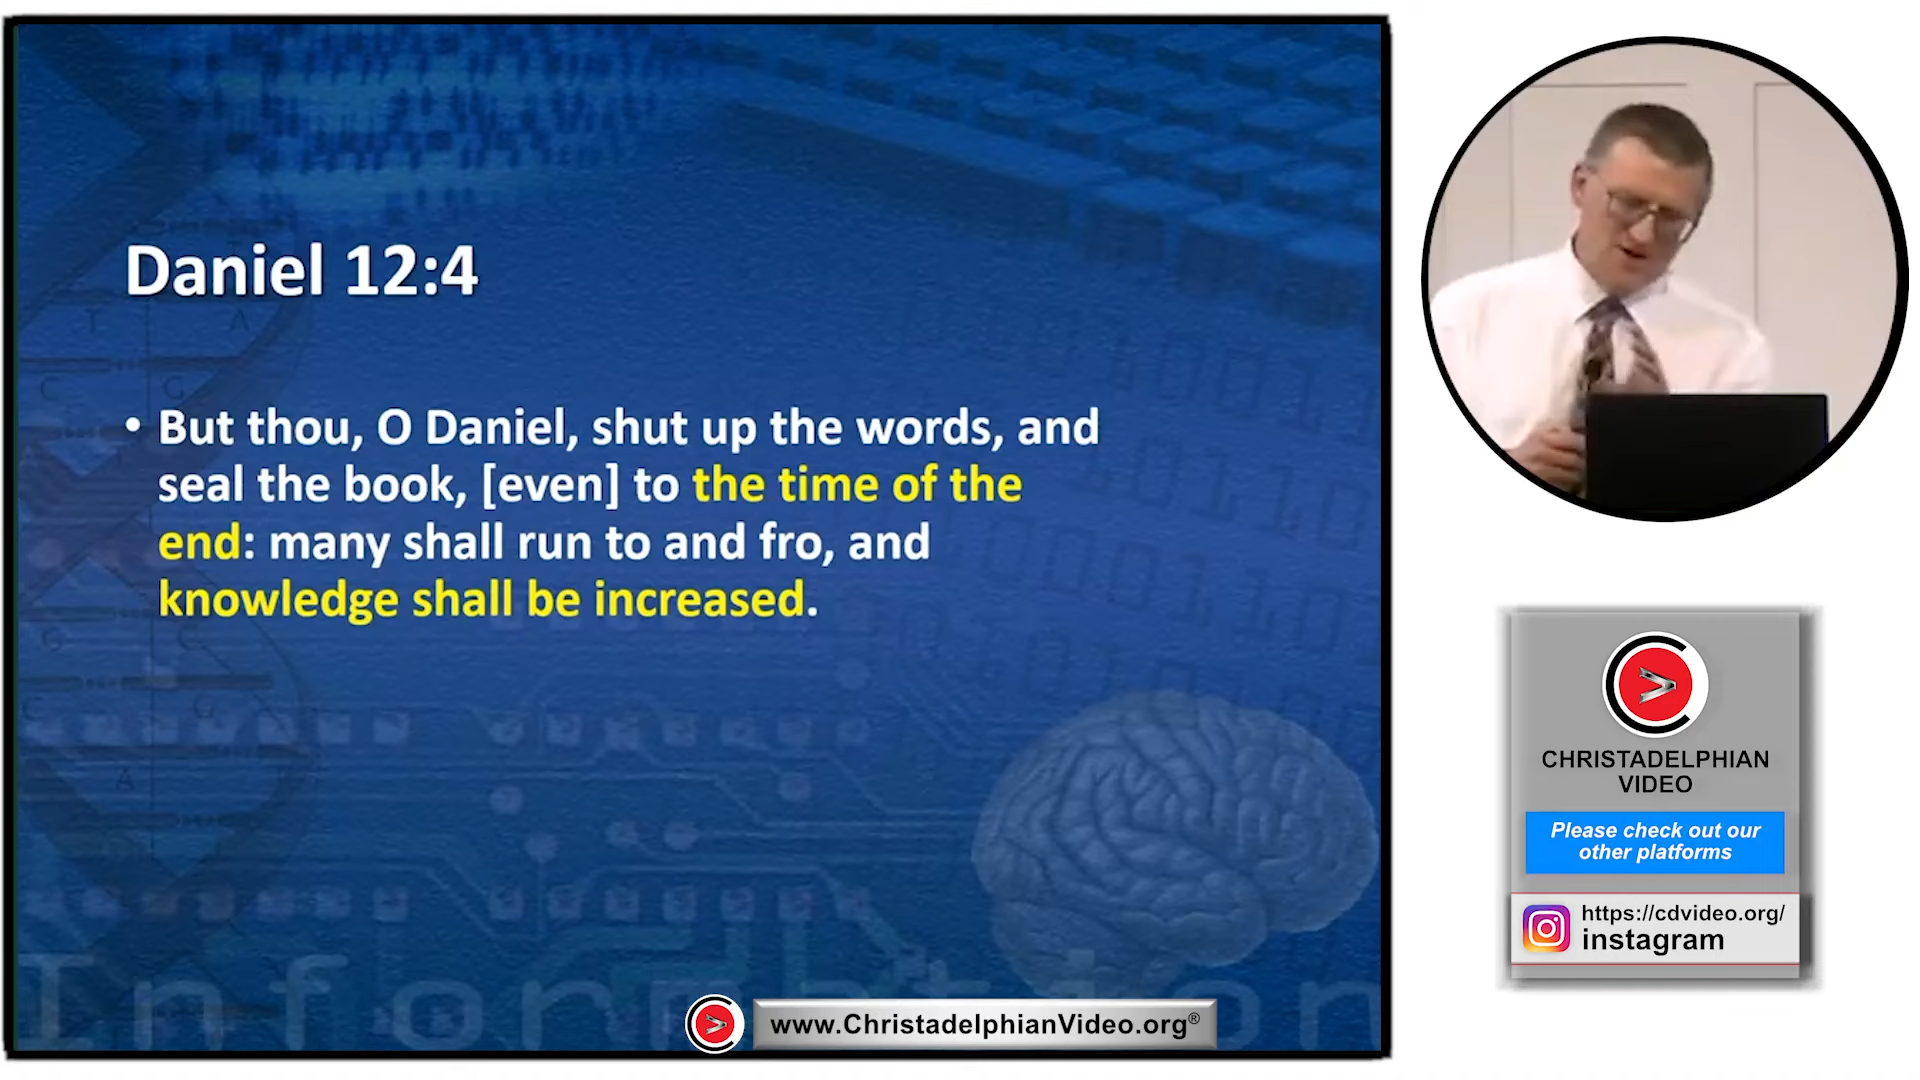 Daniel 12:4
• But thou, O Daniel, shut up the words, and
seal the book, [even] to the time of the
end: many shall run to and fro, and
knowledge shall be increased.
Information
www.ChristadelphianVideo.org®
CHRISTADELPHIAN
VIDEO
Please check out our
other platforms
https://cdvideo.org/
instagram